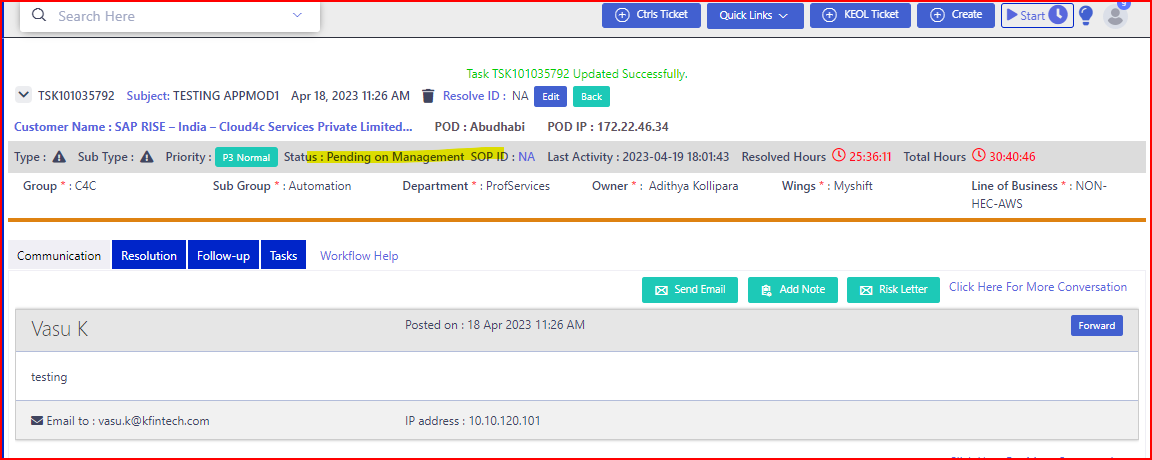 Search Here
Ctrls Ticket Quick Links KEOL Ticket Create Start
Task TSK101035792 Updated Successfully.
TSK101035792 Subject: TESTING APPMOD1 Apr 18, 2023 11:26 AM Resolve ID : NA Edit Back
Customer Name : SAP RISE – India – Cloud4c Services Private Limited... POD : Abudhabi POD IP : 172.22.46.34
Type : Sub Type : Priority : P3 Normal Status : Pending on Management SOP ID : NA Last Activity : 2023-04-19 18:01:43 Resolved Hours 25:36:11 Total Hours 30:40:46
Group * : C4C Sub Group * : Automation Department * : ProfServices Owner * : Adithya Kollipara Wings * : Myshift Line of Business * : NON-
HEC-AWS
Communication Resolution Follow-up Tasks Workflow Help
Send Email Add Note Risk Letter Click Here For More Conversation
Vasu K Posted on : 18 Apr 2023 11:26 AM Forward
testing
Email to : vasu.k@kfintech.com IP address : 10.10.120.101